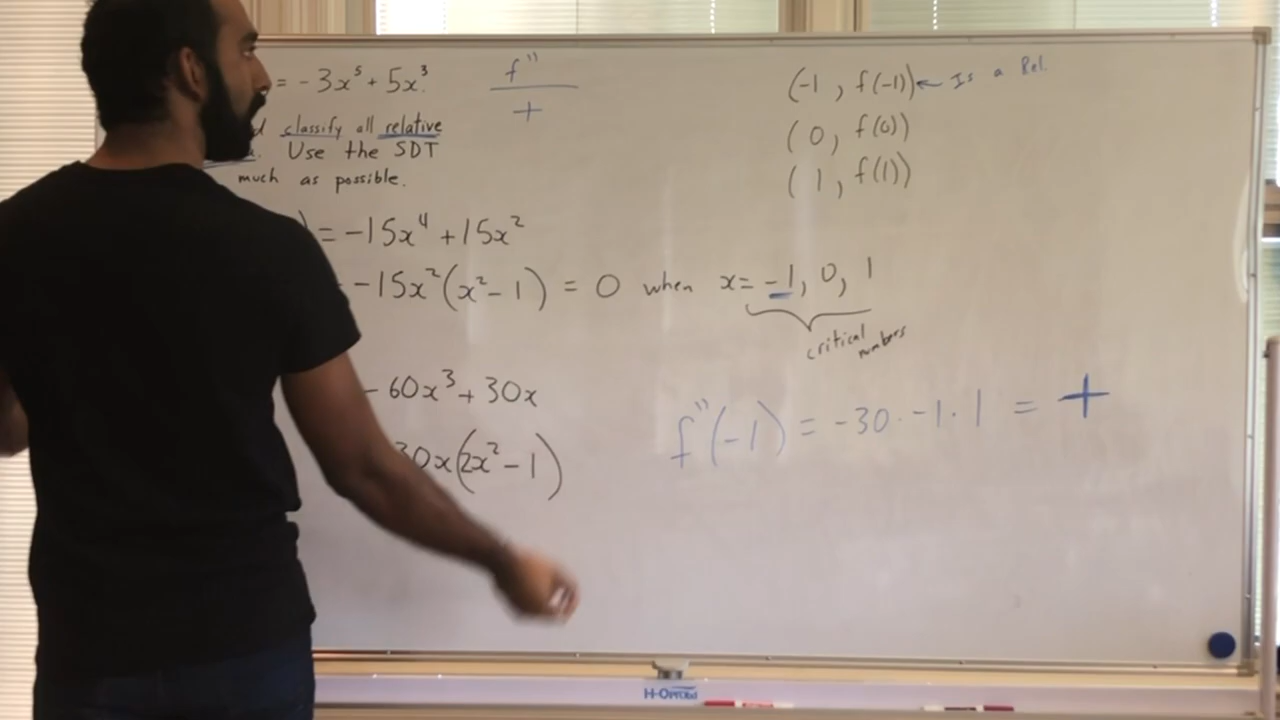 = -3x⁵ + 5x³.
classify all relative
Use the SDT
much as possible.
) = -15x⁴ + 15x²
-15x²(x² - 1) = 0 when x = -1, 0, 1
critical numbers
- 60x³ + 30x
30x(2x² - 1)
f''
+
(-1, f(-1)) ← Is a Rel.
(0, f(0))
(1, f(1))
f''(-1) = -30 · -1 · 1 = +